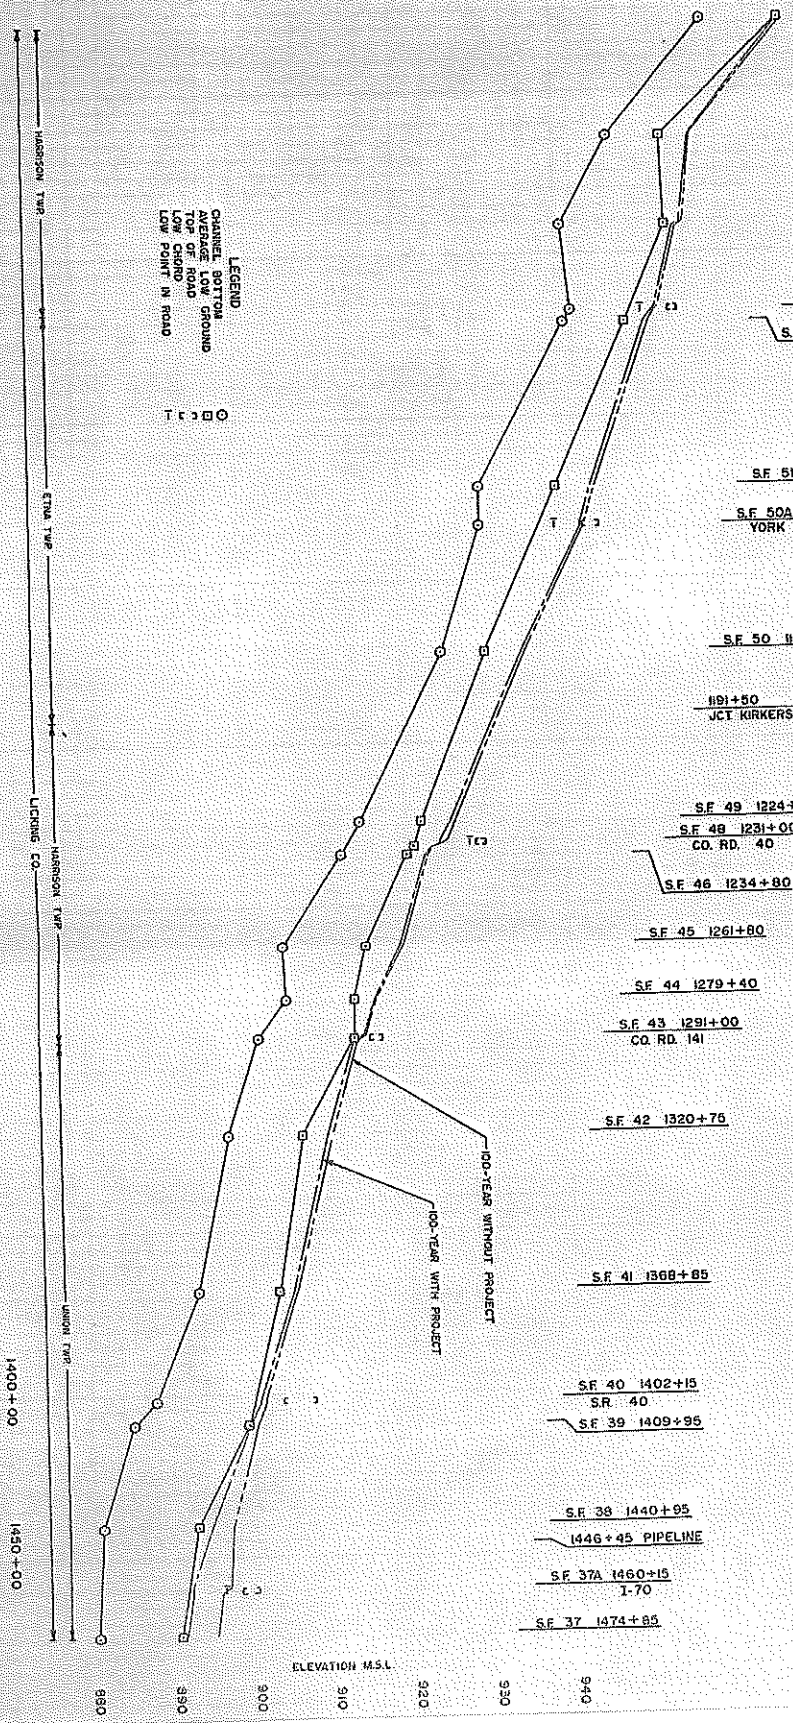 HARRISON TWP.
ETNA TWP.
HARRISON TWP.
UNION TWP.
LICKING CO.
LEGEND
CHANNEL BOTTOM
AVERAGE LOW GROUND
TOP OF ROAD
LOW CHORD
LOW POINT IN ROAD
T
T
T
T
S.
S.F. 51
S.F. 50A
YORK
S.F. 50 11
1191+50
JCT KIRKERS
S.F. 49 1224+
S.F. 48 1231+00
CO. RD. 40
S.F. 46 1234+80
S.F. 45 1261+80
S.F. 44 1279+40
S.F. 43 1291+00
CO. RD. 141
S.F. 42 1320+75
100-YEAR WITHOUT PROJECT
100-YEAR WITH PROJECT
S.F. 41 1368+85
S.F. 40 1402+15
S.R. 40
S.F. 39 1409+95
S.F. 38 1440+95
1446+45 PIPELINE
S.F. 37A 1460+15
I-70
S.F. 37 1474+85
1400+00
1450+00
ELEVATION M.S.L.
880
890
900
910
920
930
940